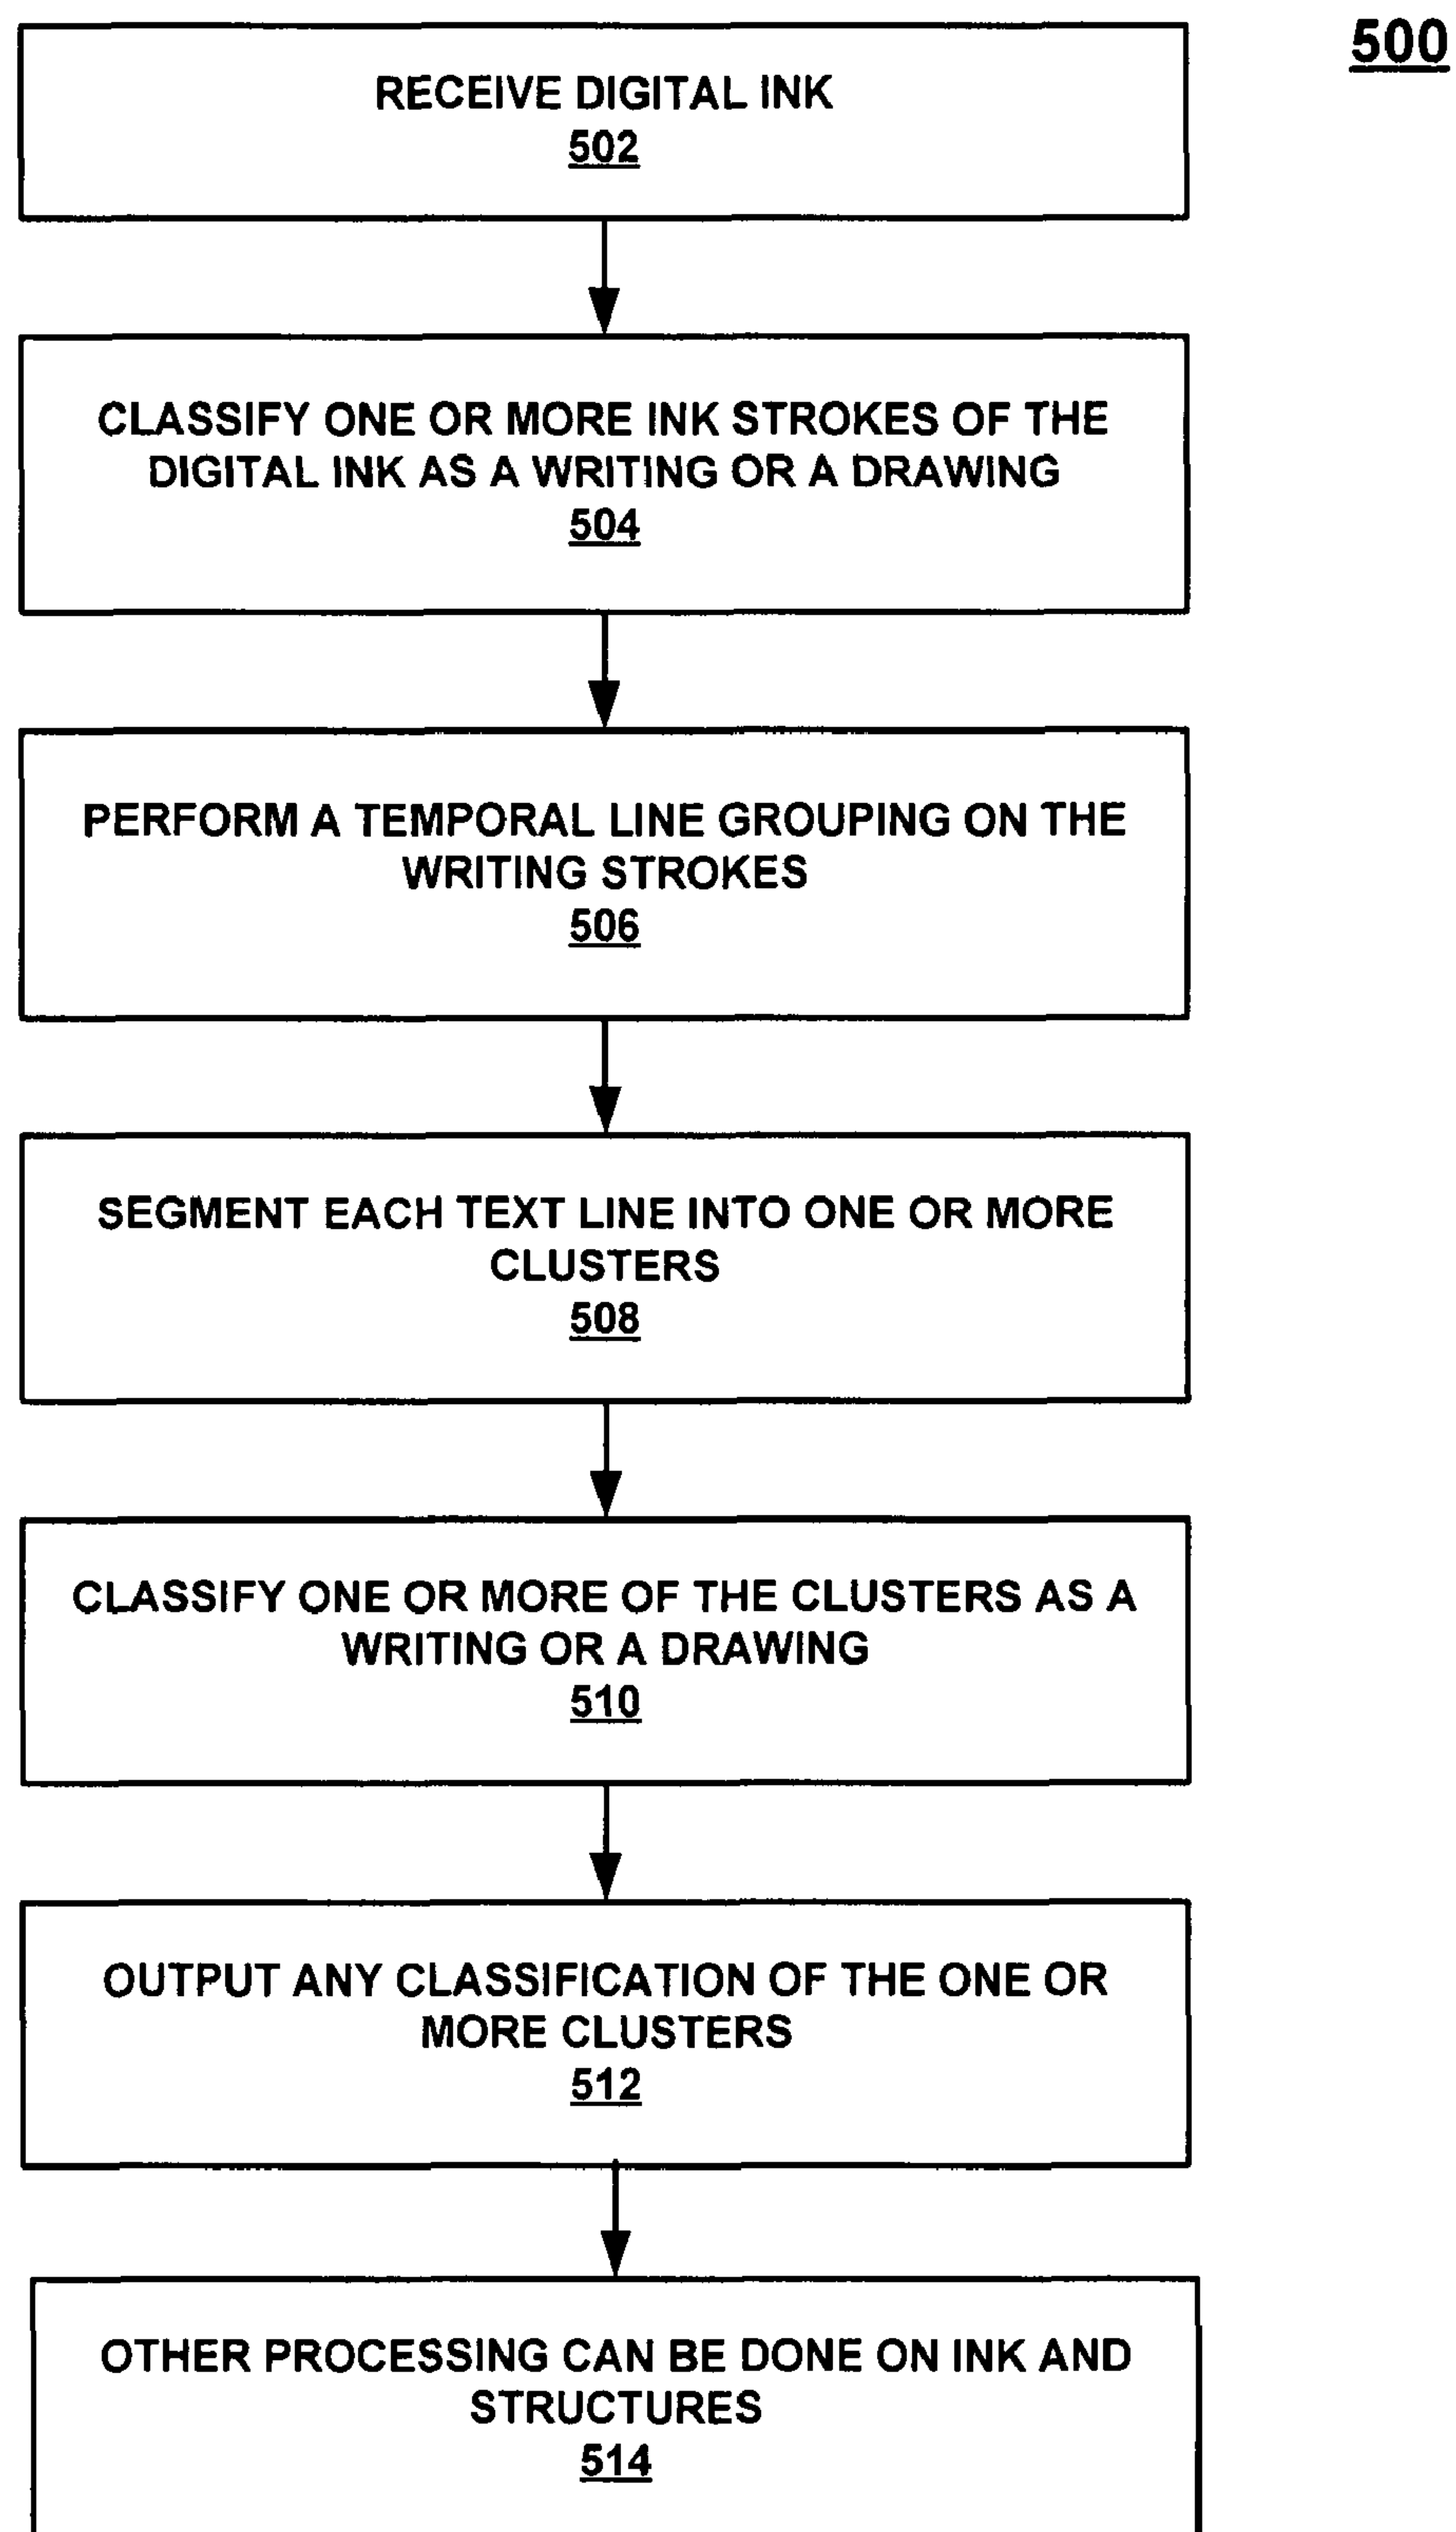 500
RECEIVE DIGITAL INK
502
CLASSIFY ONE OR MORE INK STROKES OF THE
DIGITAL INK AS A WRITING OR A DRAWING
504
PERFORM A TEMPORAL LINE GROUPING ON THE
WRITING STROKES
506
SEGMENT EACH TEXT LINE INTO ONE OR MORE
CLUSTERS
508
CLASSIFY ONE OR MORE OF THE CLUSTERS AS A
WRITING OR A DRAWING
510
OUTPUT ANY CLASSIFICATION OF THE ONE OR
MORE CLUSTERS
512
OTHER PROCESSING CAN BE DONE ON INK AND
STRUCTURES
514